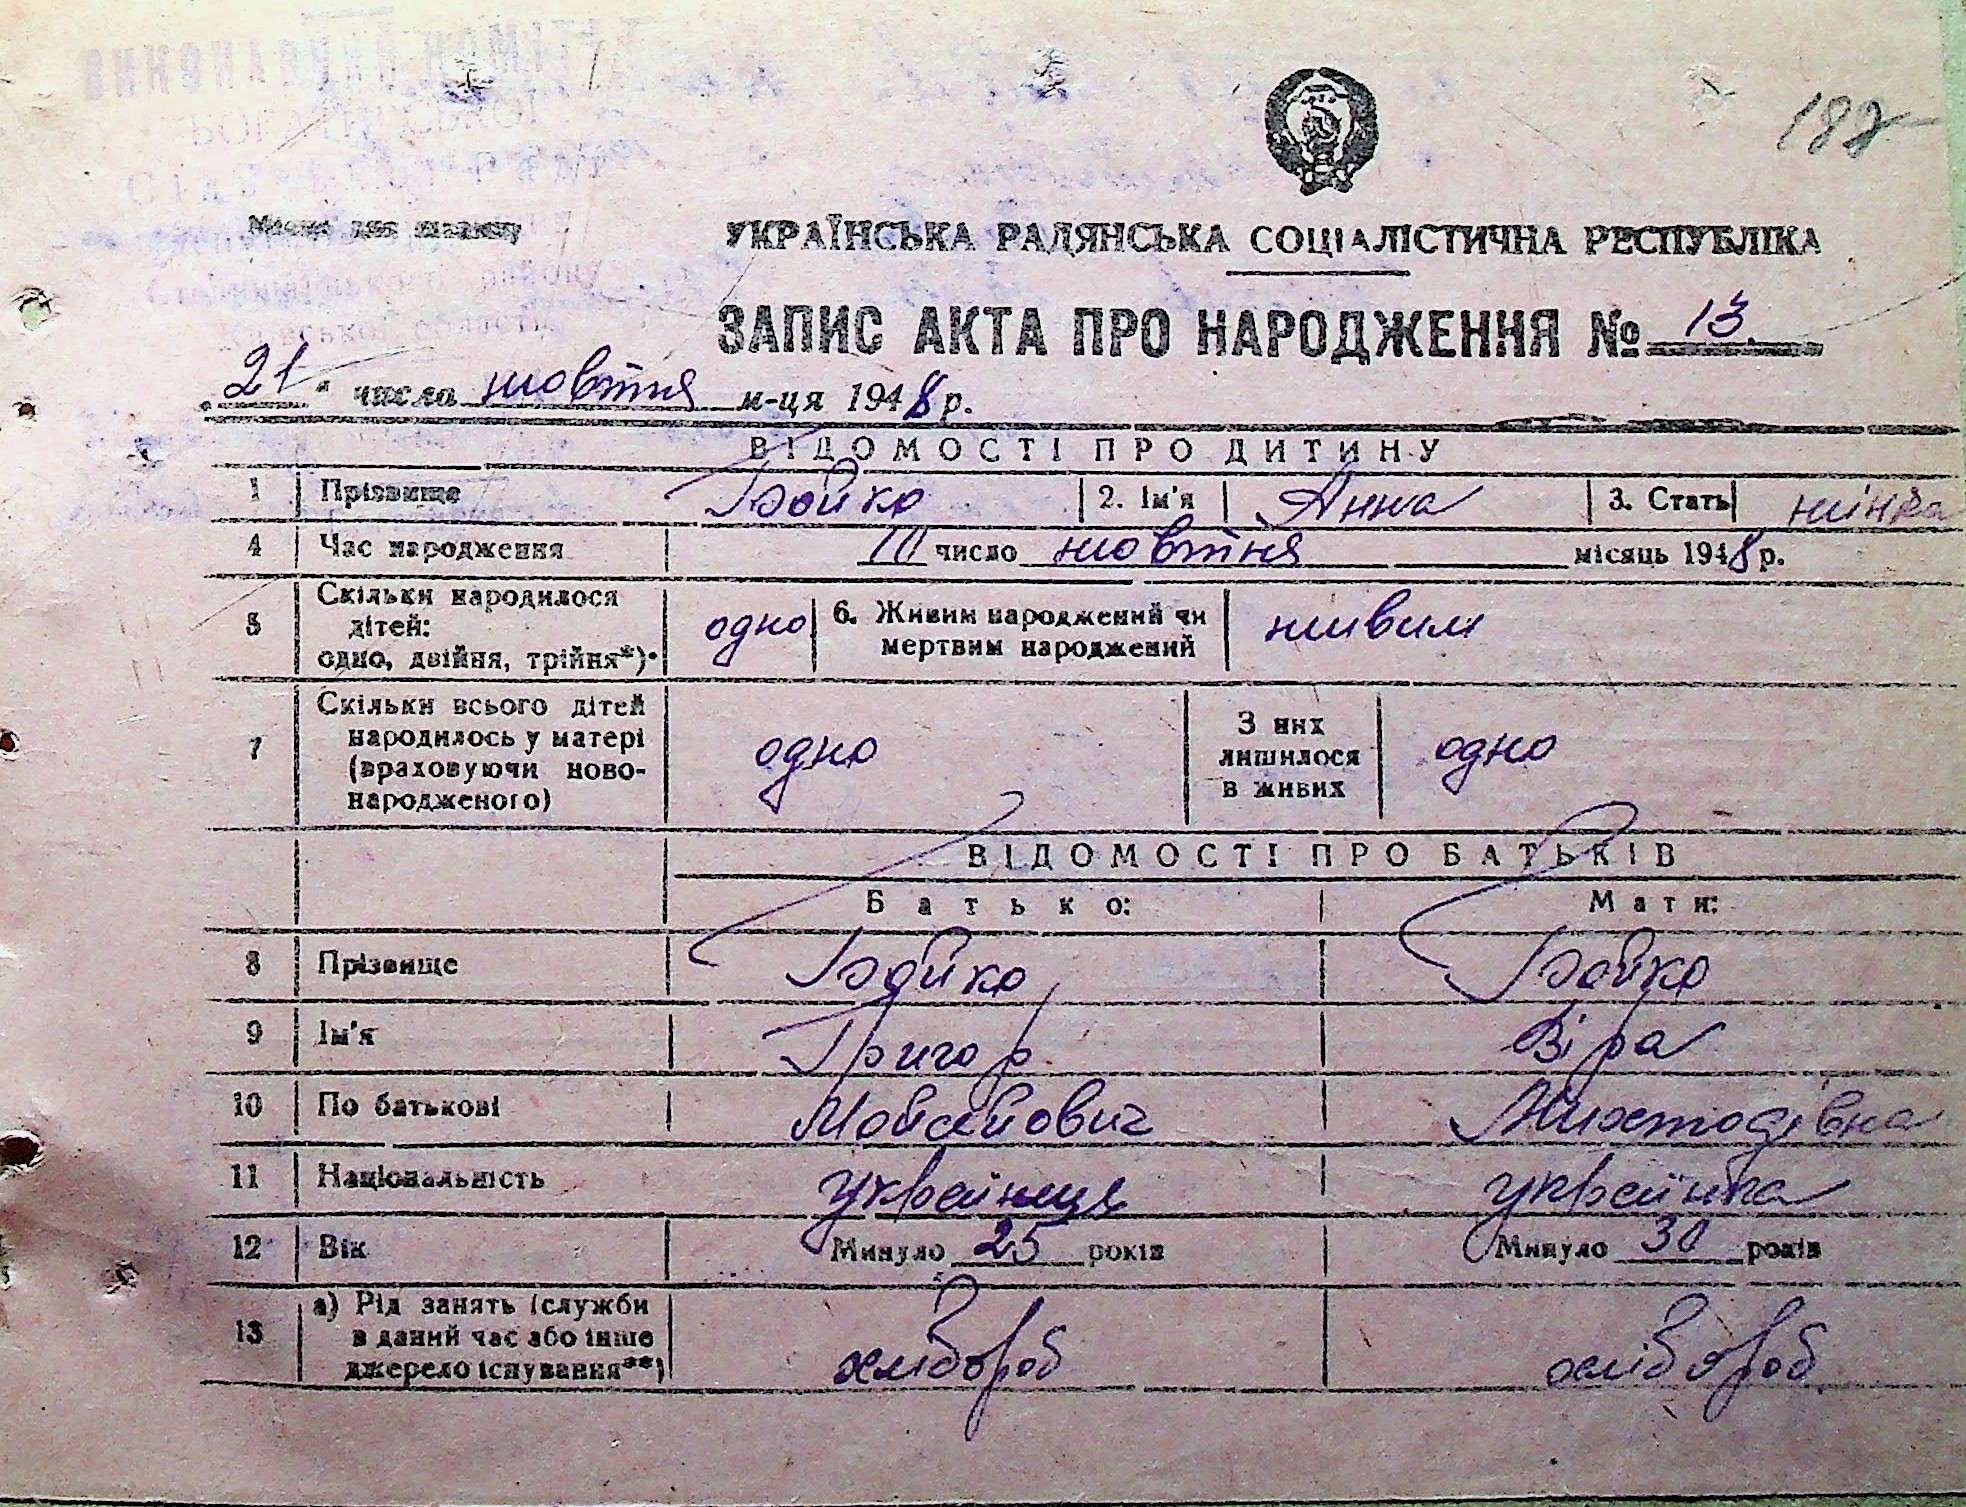 188
Місце для штампу
УКРАЇНСЬКА РАДЯНСЬКА СОЦІАЛІСТИЧНА РЕСПУБЛІКА
ЗАПИС АКТА ПРО НАРОДЖЕННЯ № 13.
21 " число жовтня м-ця 1948 р.
ВІДОМОСТІ ПРО ДИТИНУ
1 Прізвище Бойко 2. Ім'я Анна 3. Стать жінка
4 Час народження 10 число жовтня місяць 1948 р.
5 Скільки народилося
дітей:
одно, двійня, трійня*) одно
6. Живим народжений чи
мертвим народжений живим
7 Скільки всього дітей
народилось у матері
(враховуючи ново-
народженого) одно
З них
лишилося
в живих одно
ВІДОМОСТІ ПРО БАТЬКІВ
Батько: Мати:
8 Прізвище Бойко Бойко
9 Ім'я Григор Віра
10 По батькові Мойсейович
11 Національність українець українка
12 Вік Минуло 25 років Минуло 30 років
13 а) Рід занять (служби
в даний час або інше
джерело існування**) хлібороб хлібороб